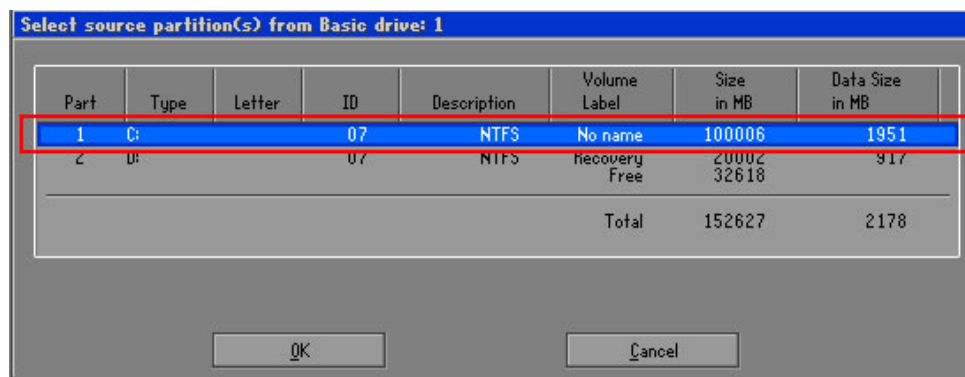 Select source partition(s) from Basic drive: 1
Part Type Letter ID Description Volume Label Size in MB Data Size in MB
1 C: 07 NTFS No name 100006 1951
2 D: 07 NTFS Recovery 20002 917
Free 32618
Total 152627 2178
OK Cancel